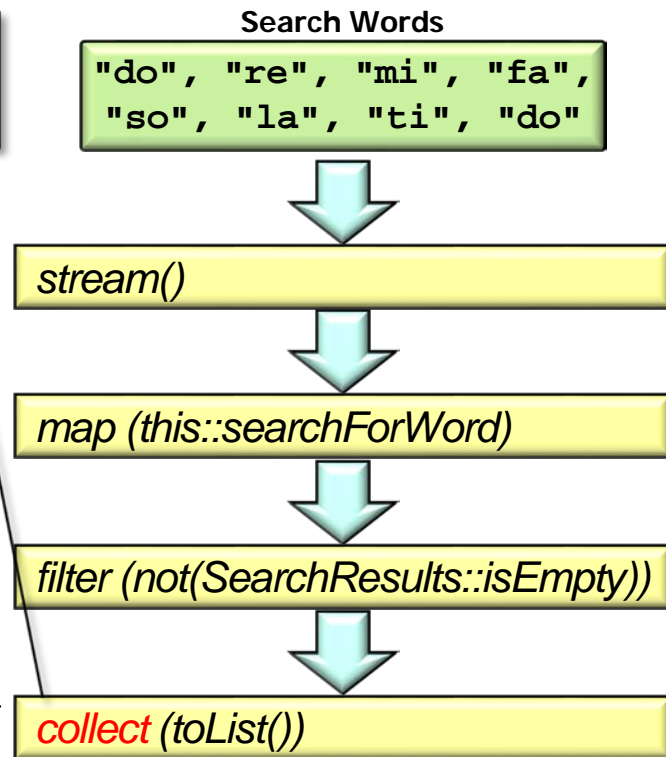 Search Words
"do", "re", "mi", "fa",
"so", "la", "ti", "do"
stream()
map (this::searchForWord)
filter (not(SearchResults::isEmpty))
collect (toList())